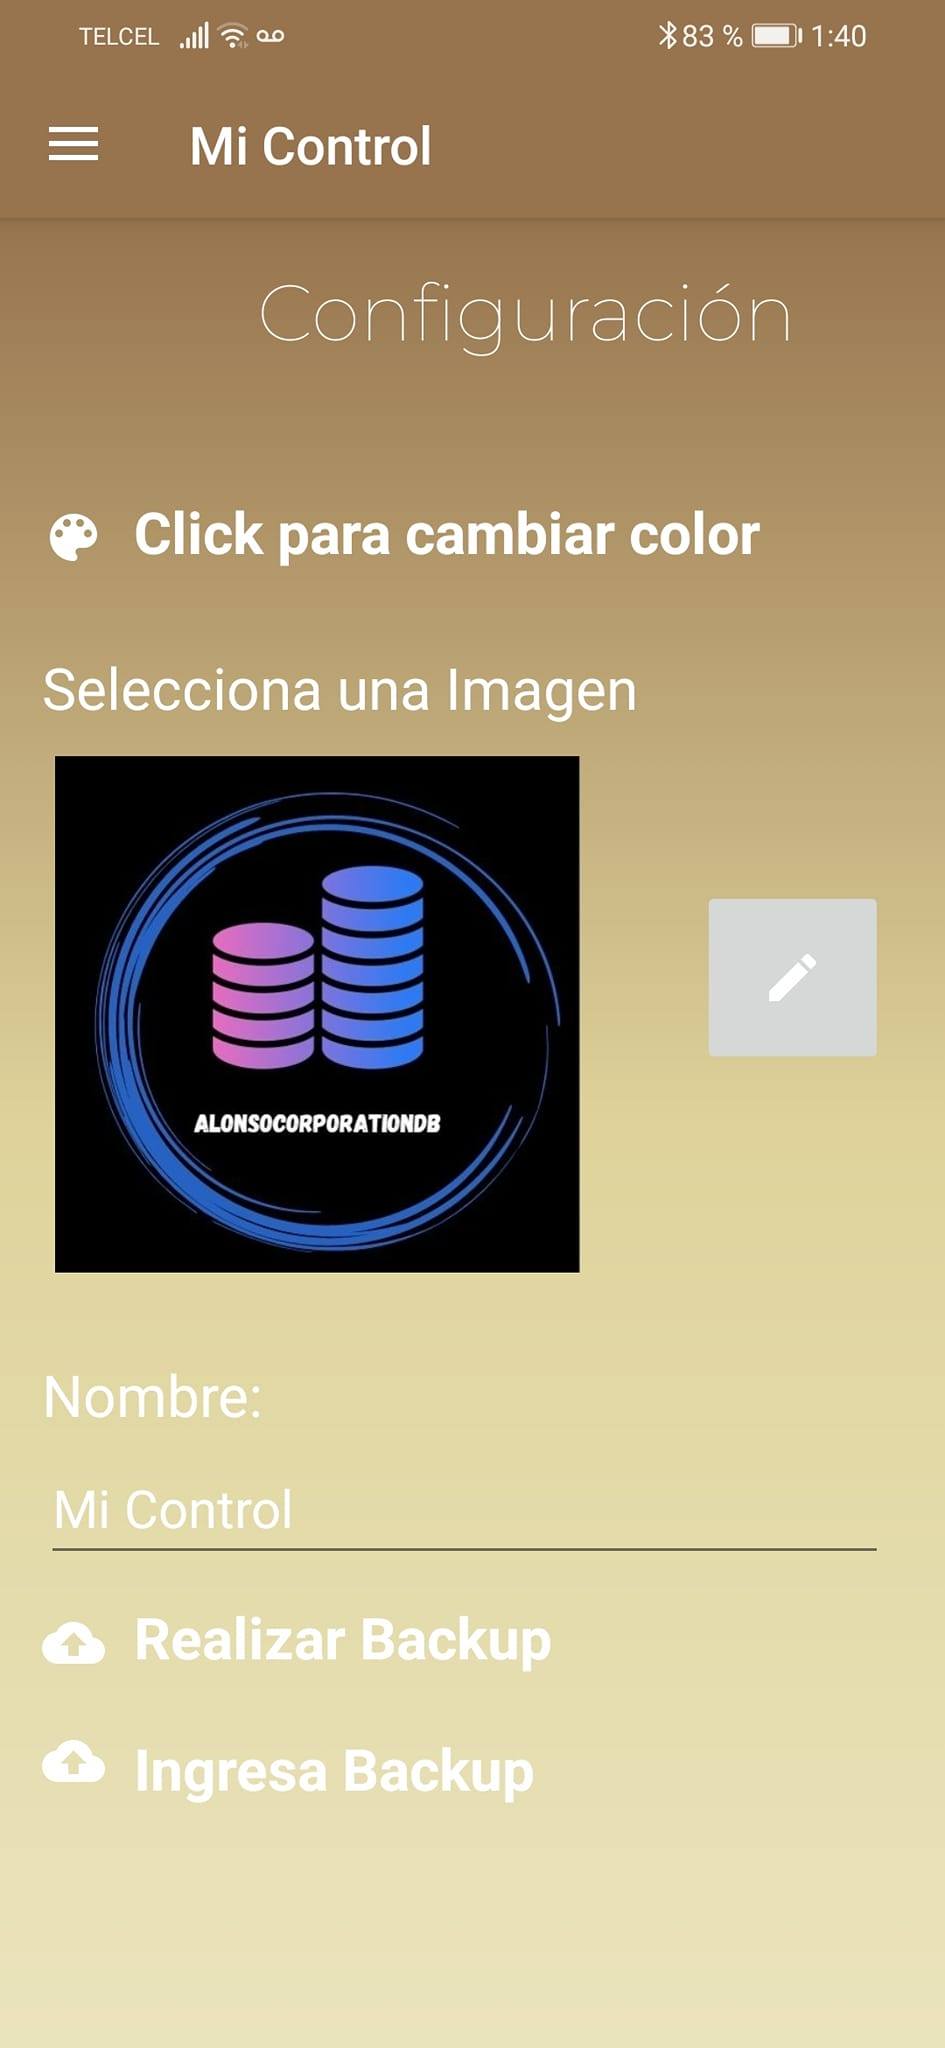 TELCEL 83 % 1:40
Mi Control
Configuración
Click para cambiar color
Selecciona una Imagen
ALONSOCORPORATIONDB
Nombre:
Mi Control
Realizar Backup
Ingresa Backup